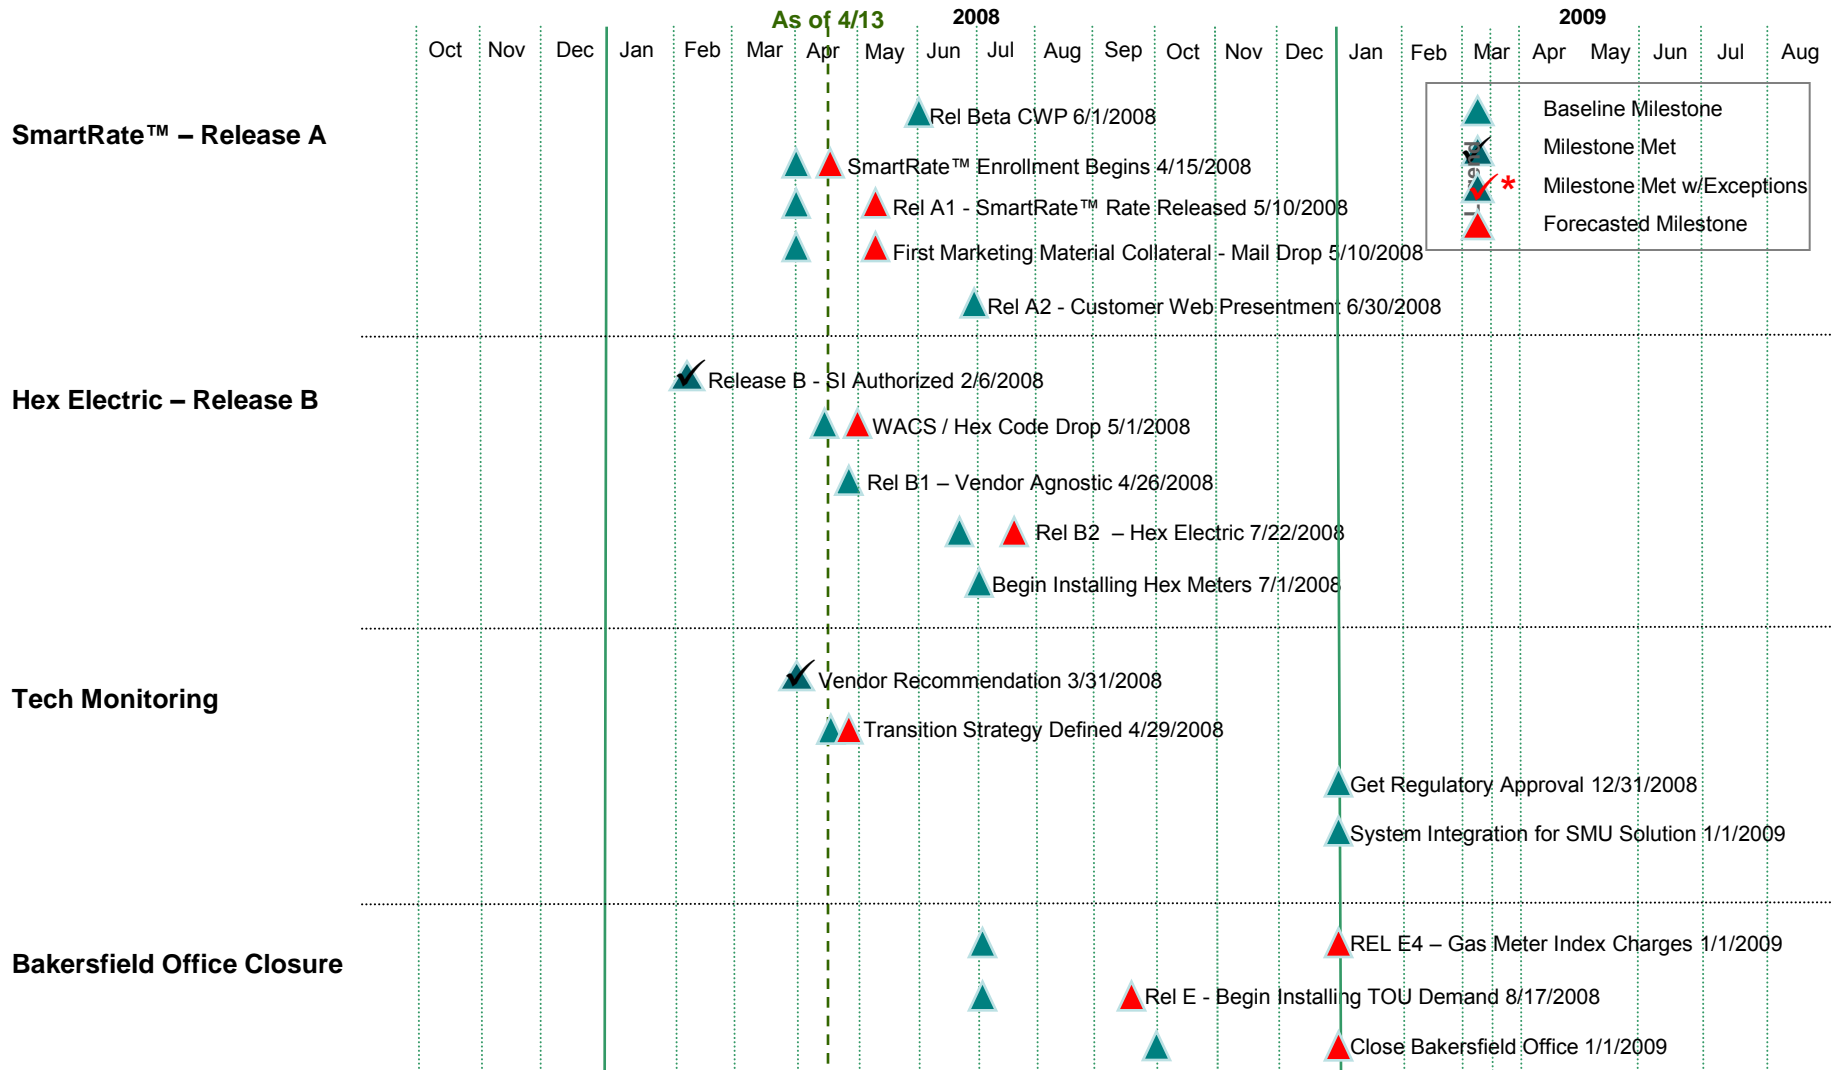 As of 4/13
2008
2009
Oct Nov Dec Jan Feb Mar Apr May Jun Jul Aug Sep Oct Nov Dec Jan Feb Mar Apr May Jun Jul Aug
Baseline Milestone
Milestone Met
* Milestone Met w/Exceptions
Forecasted Milestone
SmartRate™ – Release A
Rel Beta CWP 6/1/2008
SmartRate™ Enrollment Begins 4/15/2008
Rel A1 - SmartRate™ Rate Released 5/10/2008
First Marketing Material Collateral - Mail Drop 5/10/2008
Rel A2 - Customer Web Presentment 6/30/2008
Hex Electric – Release B
Release B - SI Authorized 2/6/2008
WACS / Hex Code Drop 5/1/2008
Rel B1 – Vendor Agnostic 4/26/2008
Rel B2 – Hex Electric 7/22/2008
Begin Installing Hex Meters 7/1/2008
Tech Monitoring
Vendor Recommendation 3/31/2008
Transition Strategy Defined 4/29/2008
Get Regulatory Approval 12/31/2008
System Integration for SMU Solution 1/1/2009
Bakersfield Office Closure
REL E4 – Gas Meter Index Charges 1/1/2009
Rel E - Begin Installing TOU Demand 8/17/2008
Close Bakersfield Office 1/1/2009